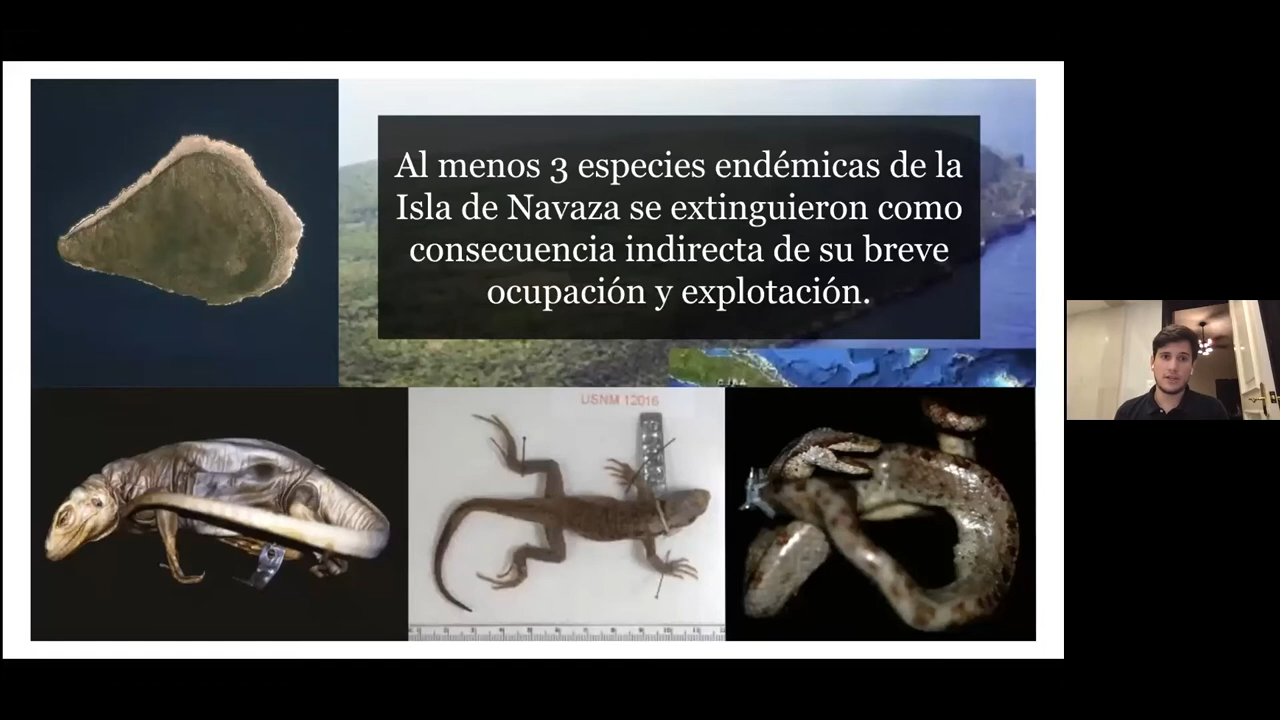 Al menos 3 especies endémicas de la
Isla de Navaza se extinguieron como
consecuencia indirecta de su breve
ocupación y explotación.
USNM 12016